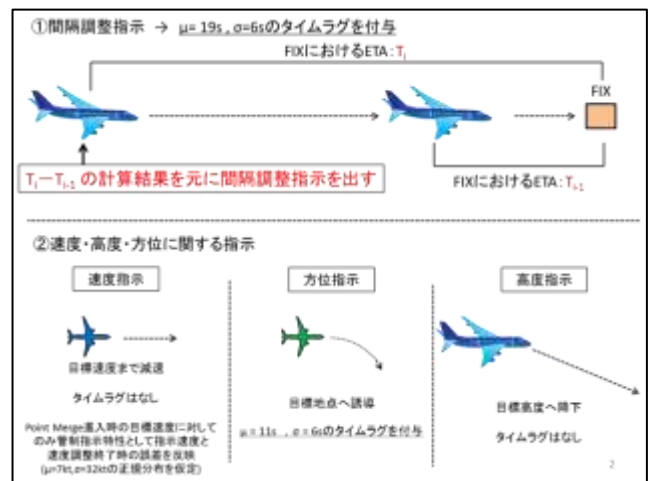 ①間隔調整指示 → μ= 19s , σ=6sのタイムラグを付与
FIXにおけるETA：Ti
FIX
Ti－Ti-1 の計算結果を元に間隔調整指示を出す
FIXにおけるETA：Ti-1
②速度・高度・方位に関する指示
速度指示
方位指示
高度指示
目標速度まで減速
タイムラグはなし
Point Merge進入時の目標速度に対して
のみ管制指示特性として指示速度と
速度調整終了時の誤差を反映
(μ=7kt,σ=32ktの正規分布を仮定)
目標地点へ誘導
μ = 11s , σ = 6sのタイムラグを付与
目標高度へ降下
タイムラグはなし
2